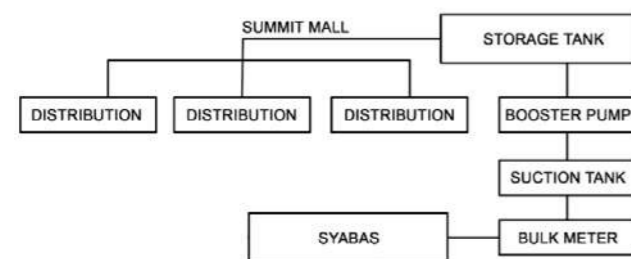 SUMMIT MALL
STORAGE TANK
DISTRIBUTION
DISTRIBUTION
DISTRIBUTION
BOOSTER PUMP
SUCTION TANK
SYABAS
BULK METER